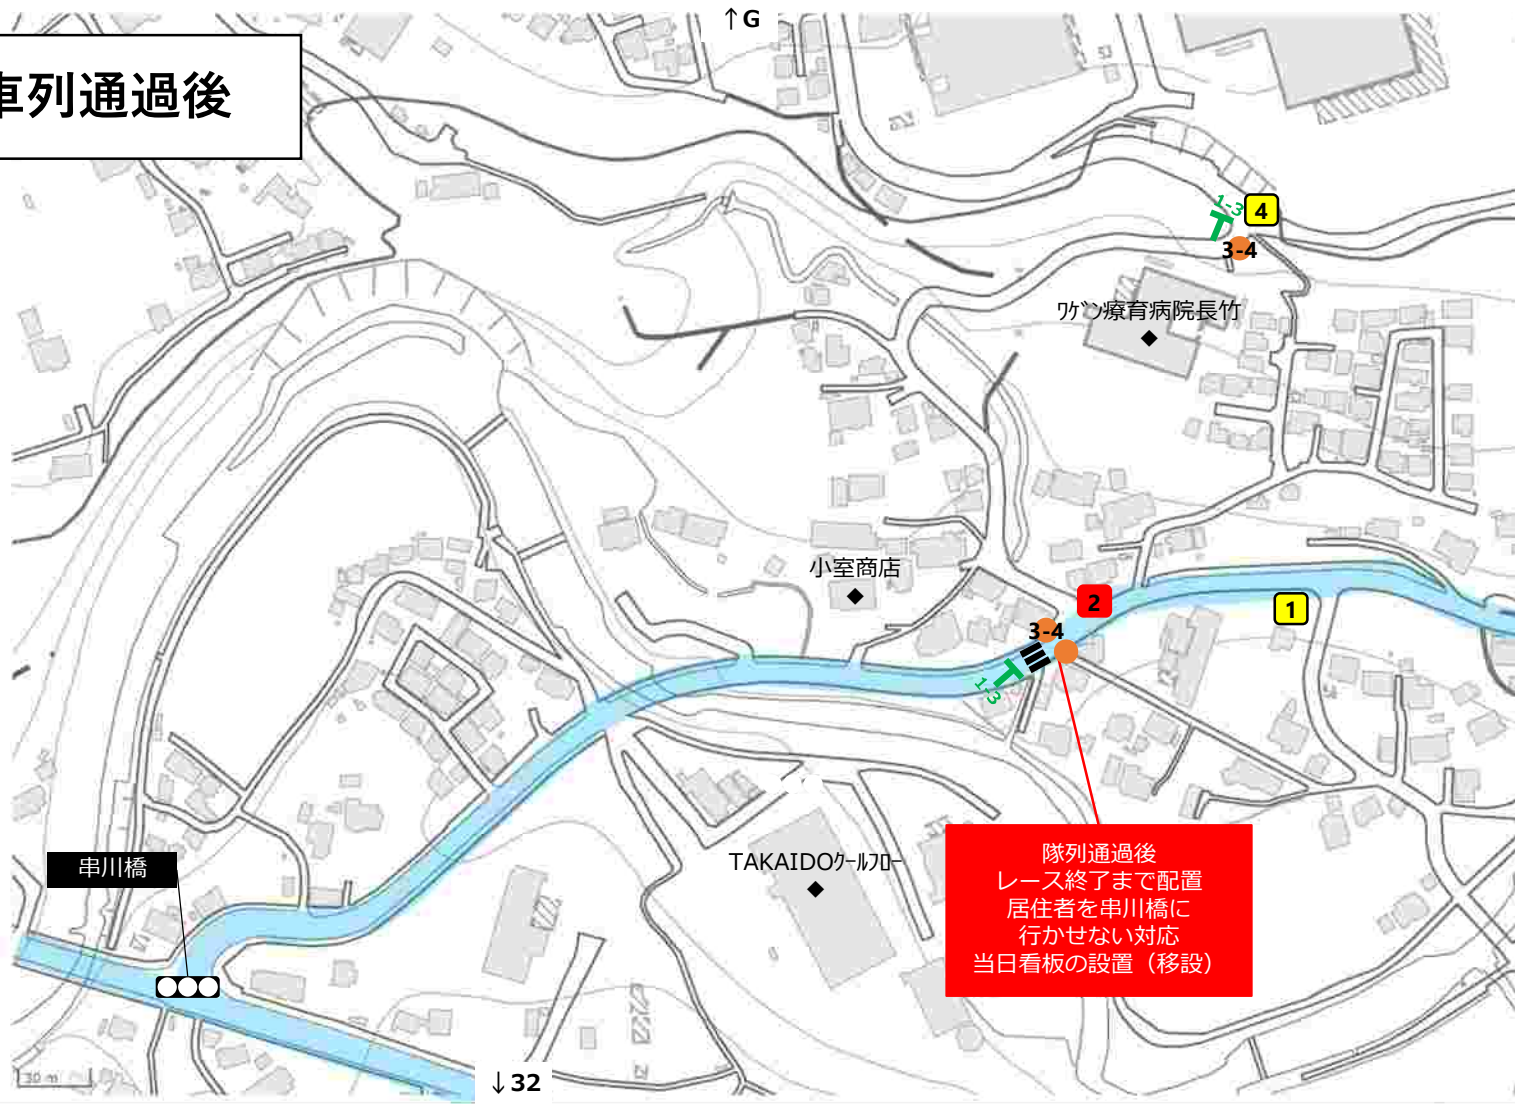 ↑G
車列通過後
1-3
4
3-4
ﾜｹﾞﾝ療育病院長竹
小室商店
2
1
3-4
1-3
隊列通過後
レース終了まで配置
居住者を串川橋に
行かせない対応
当日看板の設置（移設）
TAKAIDOｸｰﾙﾌﾛｰ
串川橋
30 m
↓32